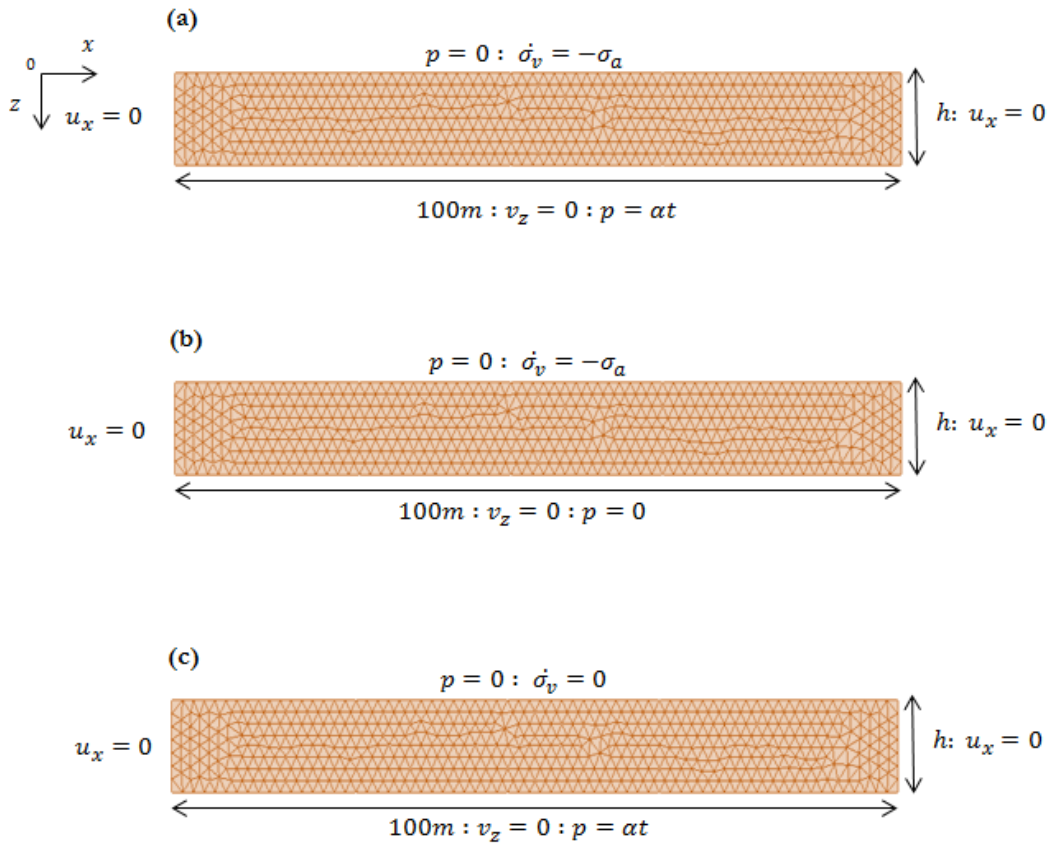 (a)
0 x
z
p = 0 : σ̇_v = −σ_a
u_x = 0
h: u_x = 0
100m : v_z = 0 : p = αt
(b)
p = 0 : σ̇_v = −σ_a
u_x = 0
h: u_x = 0
100m : v_z = 0 : p = 0
(c)
p = 0 : σ̇_v = 0
u_x = 0
h: u_x = 0
100m : v_z = 0 : p = αt